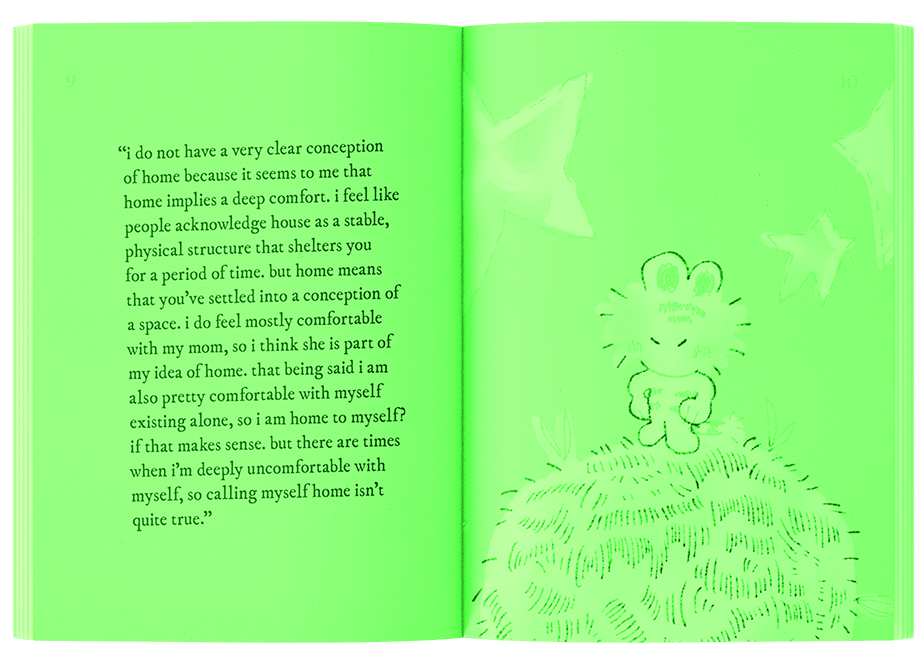 9
10
“i do not have a very clear conception
of home because it seems to me that
home implies a deep comfort. i feel like
people acknowledge house as a stable,
physical structure that shelters you
for a period of time. but home means
that you’ve settled into a conception of
a space. i do feel mostly comfortable
with my mom, so i think she is part of
my idea of home. that being said i am
also pretty comfortable with myself
existing alone, so i am home to myself?
if that makes sense. but there are times
when i’m deeply uncomfortable with
myself, so calling myself home isn’t
quite true.”